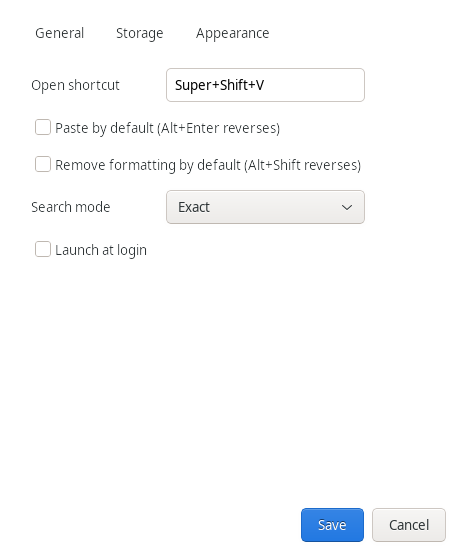 General Storage Appearance
Open shortcut Super+Shift+V
Paste by default (Alt+Enter reverses)
Remove formatting by default (Alt+Shift reverses)
Search mode Exact
Launch at login
Save Cancel